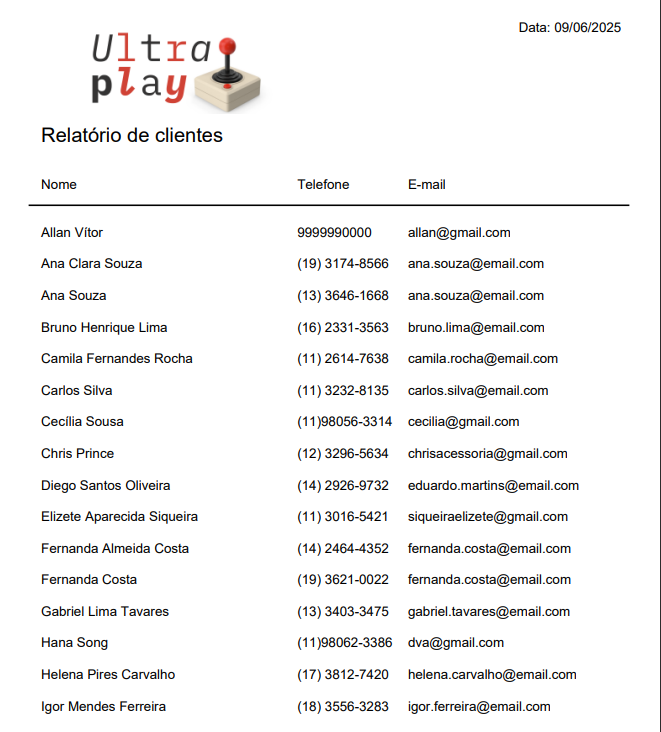 Data: 09/06/2025
Ultra
play
Relatório de clientes
Nome Telefone E-mail
Allan Vítor 9999990000 allan@gmail.com
Ana Clara Souza (19) 3174-8566 ana.souza@email.com
Ana Souza (13) 3646-1668 ana.souza@email.com
Bruno Henrique Lima (16) 2331-3563 bruno.lima@email.com
Camila Fernandes Rocha (11) 2614-7638 camila.rocha@email.com
Carlos Silva (11) 3232-8135 carlos.silva@email.com
Cecília Sousa (11)98056-3314 cecilia@gmail.com
Chris Prince (12) 3296-5634 chrisacessoria@gmail.com
Diego Santos Oliveira (14) 2926-9732 eduardo.martins@email.com
Elizete Aparecida Siqueira (11) 3016-5421 siqueiraelizete@gmail.com
Fernanda Almeida Costa (14) 2464-4352 fernanda.costa@email.com
Fernanda Costa (19) 3621-0022 fernanda.costa@email.com
Gabriel Lima Tavares (13) 3403-3475 gabriel.tavares@email.com
Hana Song (11)98062-3386 dva@gmail.com
Helena Pires Carvalho (17) 3812-7420 helena.carvalho@email.com
Igor Mendes Ferreira (18) 3556-3283 igor.ferreira@email.com